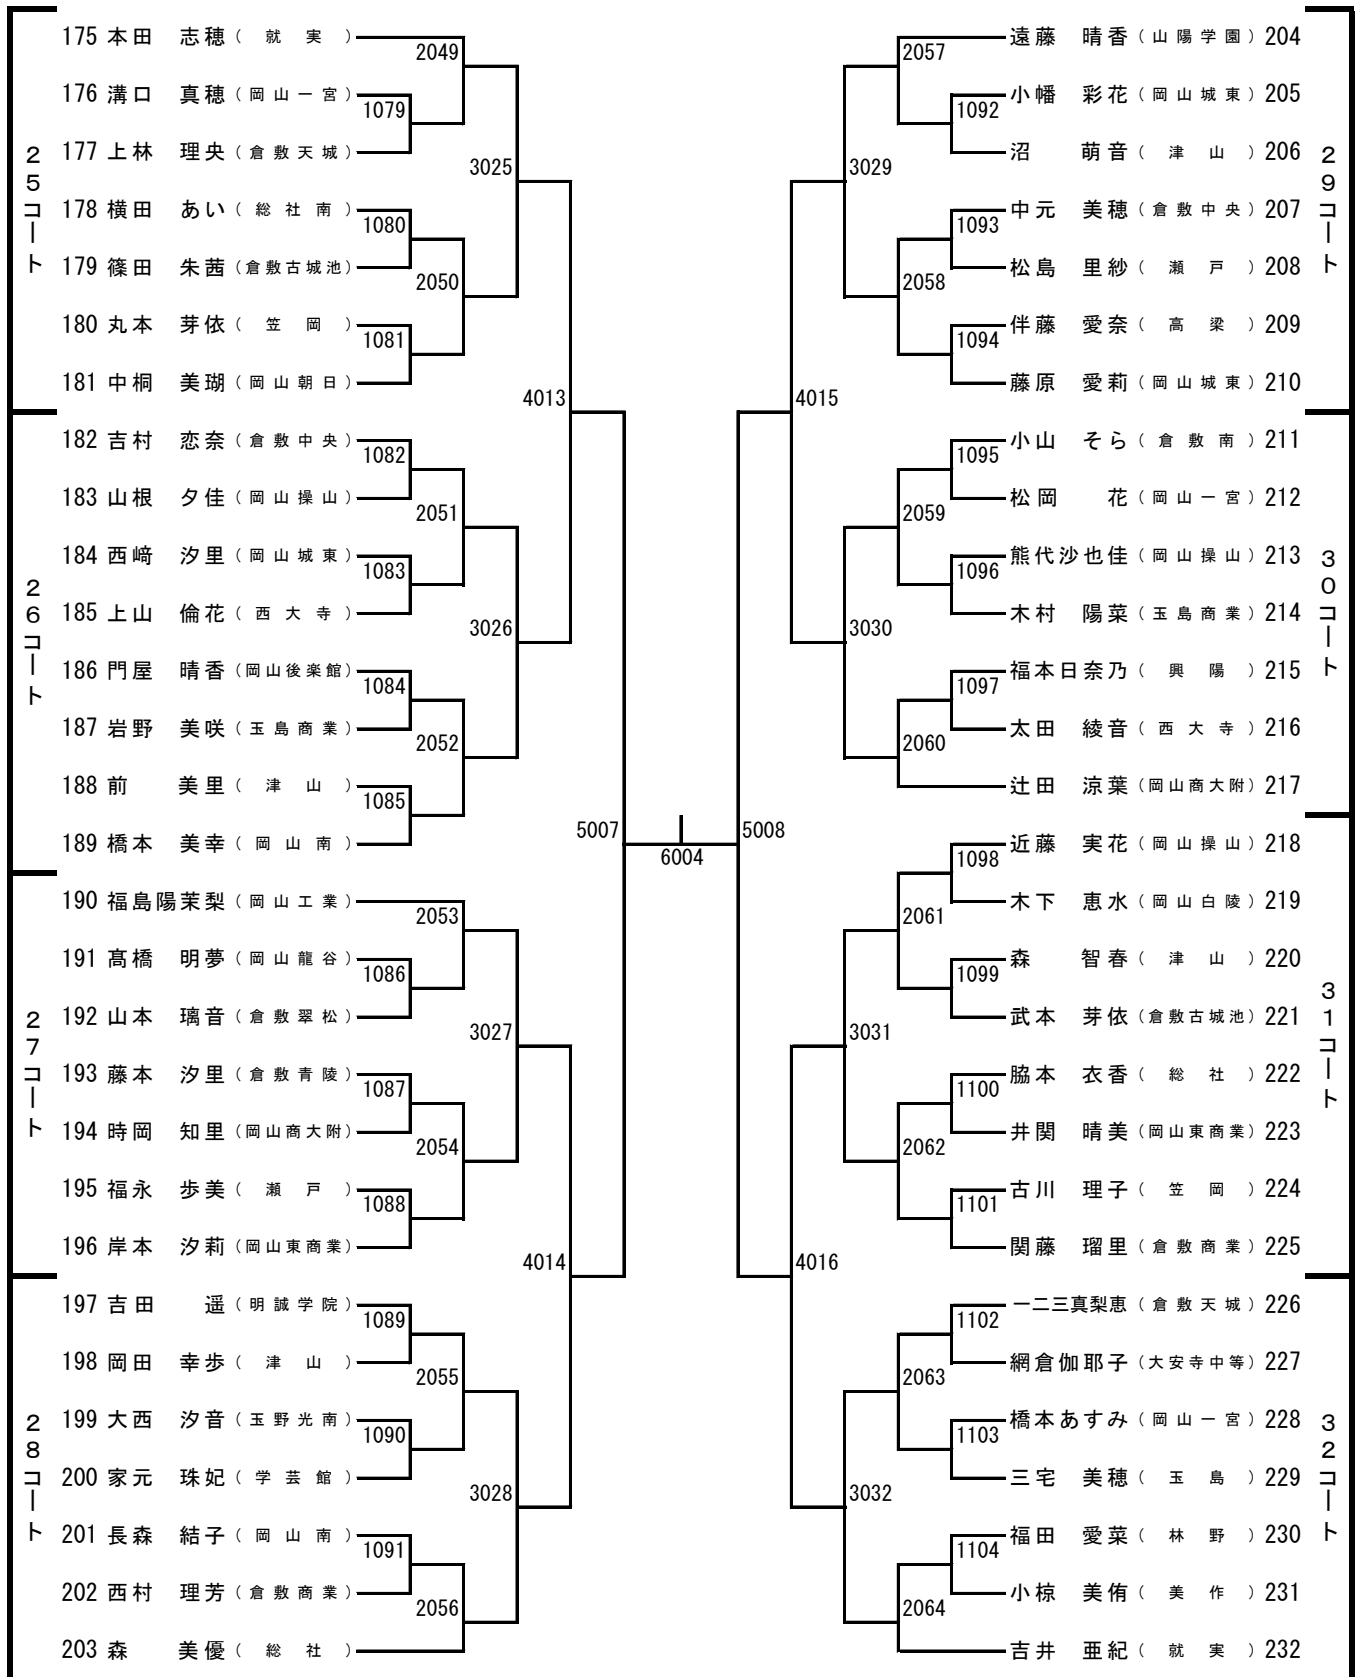 25コート
175 本田 志穂 (就実)
2049
176 溝口 真穂 (岡山一宮)
1079
177 上林 理央 (倉敷天城)
3025
178 横田 あい (総社南)
1080
179 篠田 朱茜 (倉敷古城池)
2050
180 丸本 芽依 (笠岡)
1081
181 中桐 美瑚 (岡山朝日)
4013
26コート
182 吉村 恋奈 (倉敷中央)
1082
183 山根 夕佳 (岡山操山)
2051
184 西﨑 汐里 (岡山城東)
1083
185 上山 倫花 (西大寺)
3026
186 門屋 晴香 (岡山後楽館)
1084
187 岩野 美咲 (玉島商業)
2052
188 前 美里 (津山)
1085
189 橋本 美幸 (岡山南)
5007
27コート
190 福島陽茉梨 (岡山工業)
2053
191 髙橋 明夢 (岡山龍谷)
1086
192 山本 璃音 (倉敷翠松)
3027
193 藤本 汐里 (倉敷青陵)
1087
194 時岡 知里 (岡山商大附)
2054
195 福永 歩美 (瀬戸)
1088
196 岸本 汐莉 (岡山東商業)
4014
28コート
197 吉田 遥 (明誠学院)
1089
198 岡田 幸歩 (津山)
2055
199 大西 汐音 (玉野光南)
1090
200 家元 珠妃 (学芸館)
3028
201 長森 結子 (岡山南)
1091
202 西村 理芳 (倉敷商業)
2056
203 森 美優 (総社)
6004
29コート
遠藤 晴香 (山陽学園) 204
2057
小幡 彩花 (岡山城東) 205
1092
沼 萌音 (津山) 206
3029
中元 美穂 (倉敷中央) 207
1093
松島 里紗 (瀬戸) 208
2058
伴藤 愛奈 (高梁) 209
1094
藤原 愛莉 (岡山城東) 210
4015
30コート
小山 そら (倉敷南) 211
1095
松岡 花 (岡山一宮) 212
2059
熊代沙也佳 (岡山操山) 213
1096
木村 陽菜 (玉島商業) 214
3030
福本日奈乃 (興陽) 215
1097
太田 綾音 (西大寺) 216
2060
辻田 涼葉 (岡山商大附) 217
5008
31コート
近藤 実花 (岡山操山) 218
1098
木下 恵水 (岡山白陵) 219
2061
森 智春 (津山) 220
1099
武本 芽依 (倉敷古城池) 221
3031
脇本 衣香 (総社) 222
1100
井関 晴美 (岡山東商業) 223
2062
古川 理子 (笠岡) 224
1101
関藤 瑠里 (倉敷商業) 225
4016
32コート
一二三真梨恵 (倉敷天城) 226
1102
網倉伽耶子 (大安寺中等) 227
2063
橋本あすみ (岡山一宮) 228
1103
三宅 美穂 (玉島) 229
3032
福田 愛菜 (林野) 230
1104
小椋 美侑 (美作) 231
2064
吉井 亜紀 (就実) 232